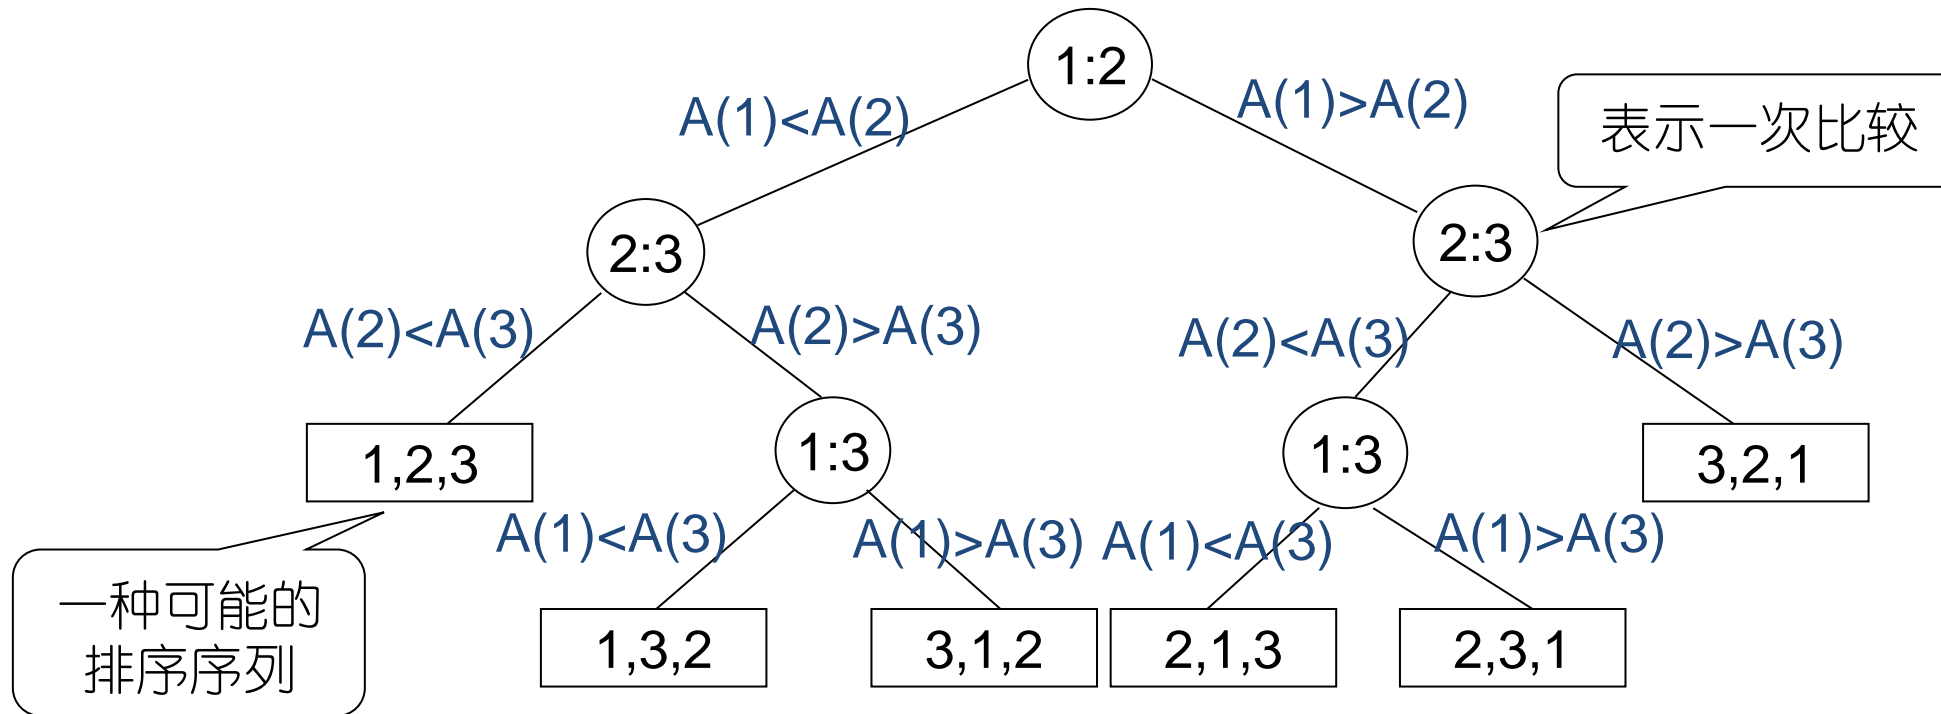 1:2
A(1)<A(2)
A(1)>A(2)
表示一次比较
2:3
2:3
A(2)<A(3)
A(2)>A(3)
A(2)<A(3)
A(2)>A(3)
1,2,3
1:3
1:3
3,2,1
A(1)<A(3)
A(1)>A(3)
A(1)<A(3)
A(1)>A(3)
一种可能的
排序序列
1,3,2
3,1,2
2,1,3
2,3,1